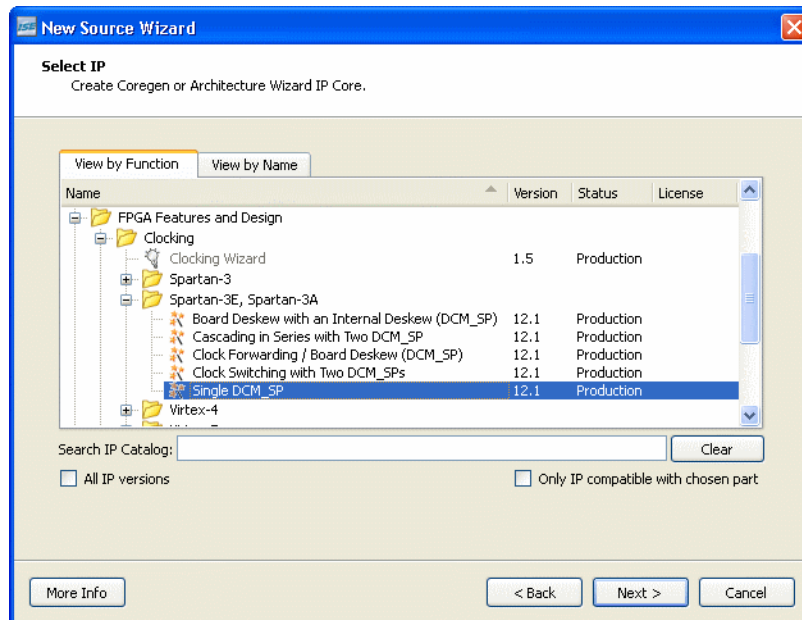 ISE New Source Wizard
Select IP
Create Coregen or Architecture Wizard IP Core.
View by Function View by Name
Name Version Status License
FPGA Features and Design
Clocking
Clocking Wizard 1.5 Production
Spartan-3
Spartan-3E, Spartan-3A
Board Deskew with an Internal Deskew (DCM_SP) 12.1 Production
Cascading in Series with Two DCM_SP 12.1 Production
Clock Forwarding / Board Deskew (DCM_SP) 12.1 Production
Clock Switching with Two DCM_SPs 12.1 Production
Single DCM_SP 12.1 Production
Virtex-4
Search IP Catalog: Clear
All IP versions Only IP compatible with chosen part
More Info < Back Next > Cancel